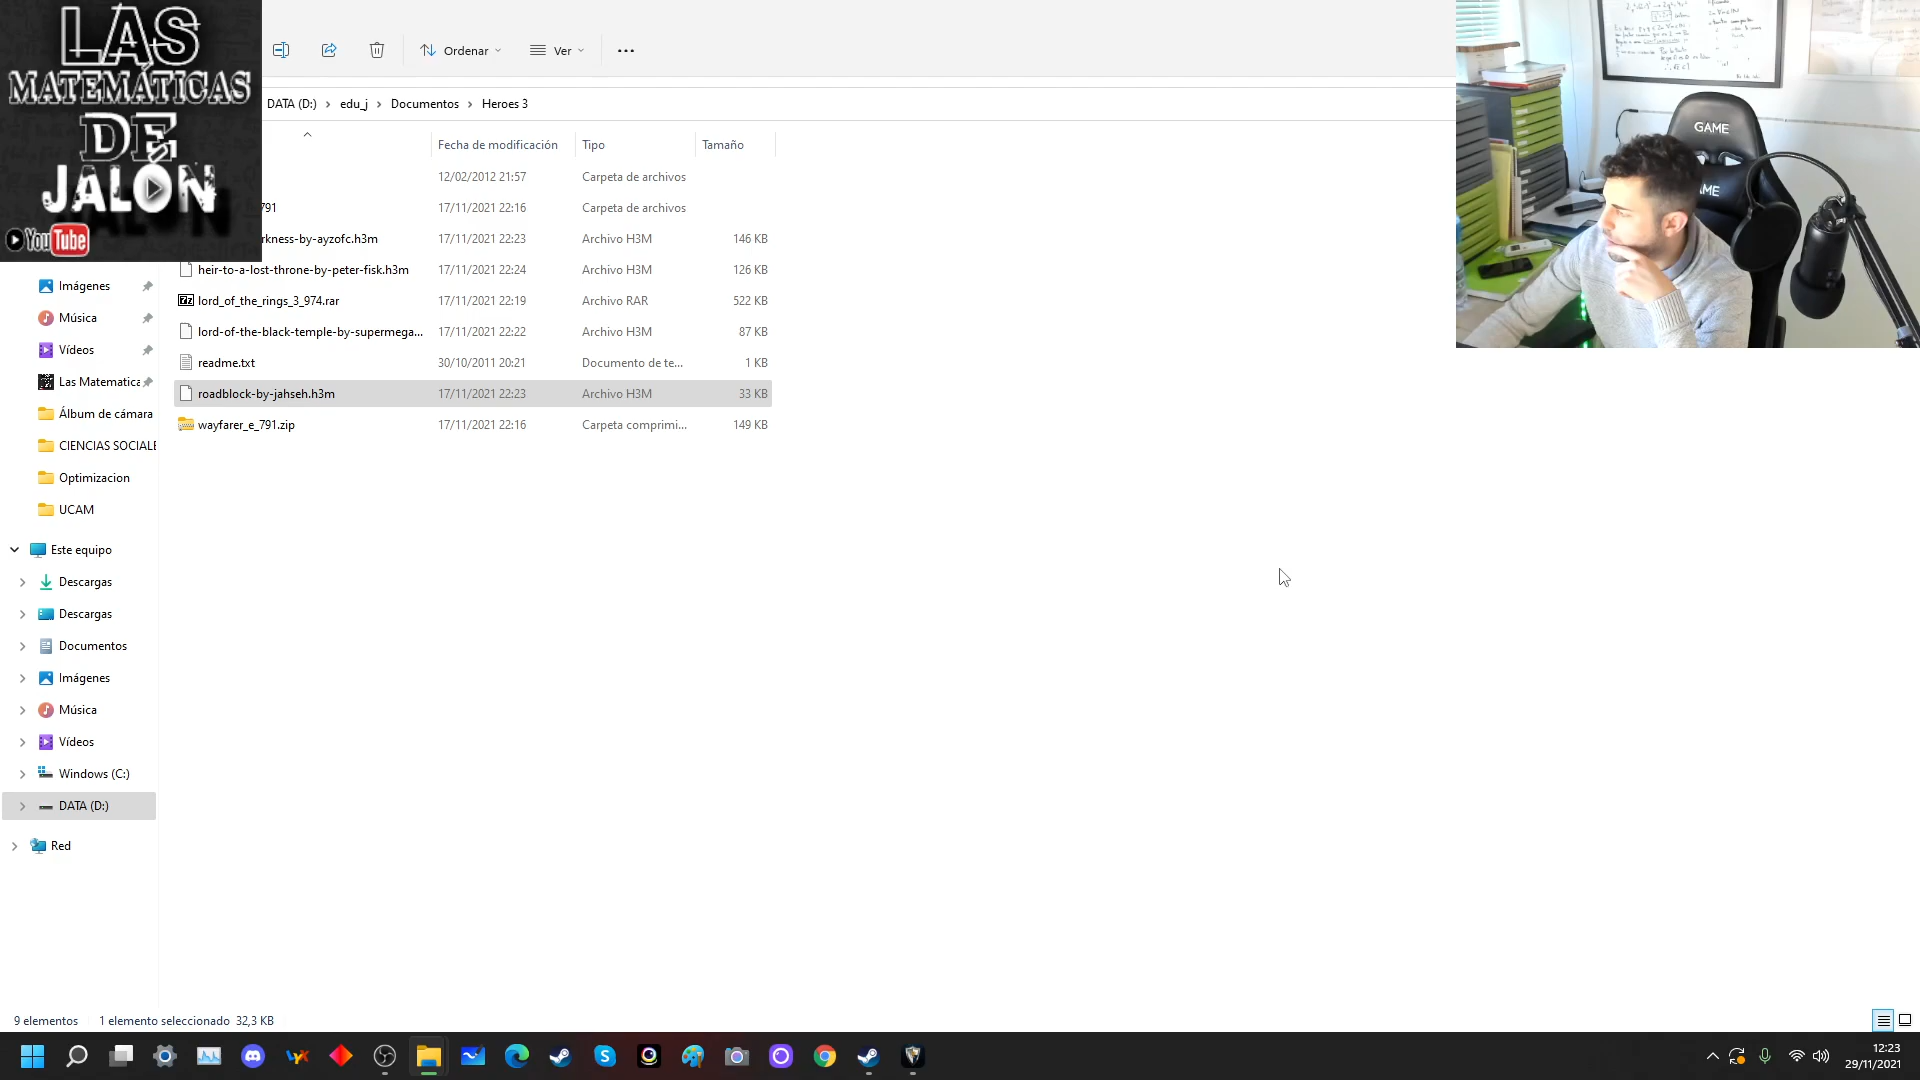 LAS
MATEMÁTICAS
DE
JALÓN
YouTube
Ordenar
Ver
DATA (D:) > edu_j > Documentos > Heroes 3
Fecha de modificación Tipo Tamaño
12/02/2012 21:57 Carpeta de archivos
791 17/11/2021 22:16 Carpeta de archivos
rkness-by-ayzofc.h3m 17/11/2021 22:23 Archivo H3M 146 KB
heir-to-a-lost-throne-by-peter-fisk.h3m 17/11/2021 22:24 Archivo H3M 126 KB
lord_of_the_rings_3_974.rar 17/11/2021 22:19 Archivo RAR 522 KB
lord-of-the-black-temple-by-supermega... 17/11/2021 22:22 Archivo H3M 87 KB
readme.txt 30/10/2011 20:21 Documento de te... 1 KB
roadblock-by-jahseh.h3m 17/11/2021 22:23 Archivo H3M 33 KB
wayfarer_e_791.zip 17/11/2021 22:16 Carpeta comprimi... 149 KB
Imágenes
Música
Vídeos
Las Matematica
Álbum de cámara
CIENCIAS SOCIALE
Optimizacion
UCAM
Este equipo
Descargas
Descargas
Documentos
Imágenes
Música
Vídeos
Windows (C:)
DATA (D:)
Red
9 elementos 1 elemento seleccionado 32,3 KB
GAME
AME
12:23
29/11/2021